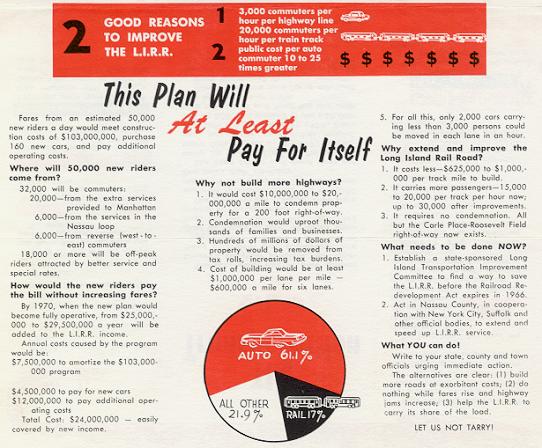 2
GOOD REASONS
TO IMPROVE
THE L.I.R.R.
1
3,000 commuters per
hour per highway line
20,000 commuters per
hour per train track
2
public cost per auto
commuter 10 to 25
times greater
$ $ $ $ $ $ $
This Plan Will
At Least
Pay For Itself
Fares from an estimated 50,000
new riders a day would meet construc-
tion costs of $103,000,000, purchase
160 new cars, and pay additional
operating costs.
Where will 50,000 new riders
come from?
32,000 will be commuters:
20,000—from the extra services
provided to Manhattan
6,000—from the services in the
Nassau loop
6,000—from reverse (west-to-
east) commuters
18,000 or more will be off-peak
riders attracted by better service and
special rates.
How would the new riders pay
the bill without increasing fares?
By 1970, when the new plan would
become fully operative, from $25,000,-
000 to $29,500,000 a year will be
added to the L.I.R.R. income.
Annual costs caused by the program
would be:
$7,500,000 to amortize the $103,000-
000 program
$4,500,000 to pay for new cars
$12,000,000 to pay additional oper-
ating costs
Total Cost: $24,000,000 — easily
covered by new income.
Why not build more highways?
1. It would cost $10,000,000 to $20,-
000,000 a mile to condemn prop-
erty for a 200 foot right-of-way.
2. Condemnation would uproot thou-
sands of families and businesses.
3. Hundreds of millions of dollars of
property would be removed from
tax rolls, increasing tax burdens.
4. Cost of building would be at least
$1,000,000 per lane per mile —
$600,000 a mile for six lanes.
AUTO 61.1%
ALL OTHER
21.9%
RAIL 17%
5. For all this, only 2,000 cars carry-
ing less than 3,000 persons could
be moved in each lane in an hour.
Why extend and improve the
Long Island Rail Road?
1. It costs less—$625,000 to $1,000,-
000 per track mile to build.
2. It carries more passengers—15,000
to 20,000 per track per hour now;
up to 30,000 after improvements.
3. It requires no condemnation. All
but the Carle Place-Roosevelt Field
right-of-way now exists.
What needs to be done NOW?
1. Establish a state-sponsored Long
Island Transportation Improvement
Committee to find a way to save
the L.I.R.R. before the Railroad Re-
development Act expires in 1966.
2. Act in Nassau County, in coopera-
tion with New York City, Suffolk and
other official bodies, to extend and
speed up L.I.R.R. service.
What YOU can do!
Write to your state, county and town
officials urging immediate action.
The alternatives are clear: (1) build
more roads at exorbitant costs; (2) do
nothing while fares rise and highway
jams increase; (3) help the L.I.R.R. to
carry its share of the load.
LET US NOT TARRY!